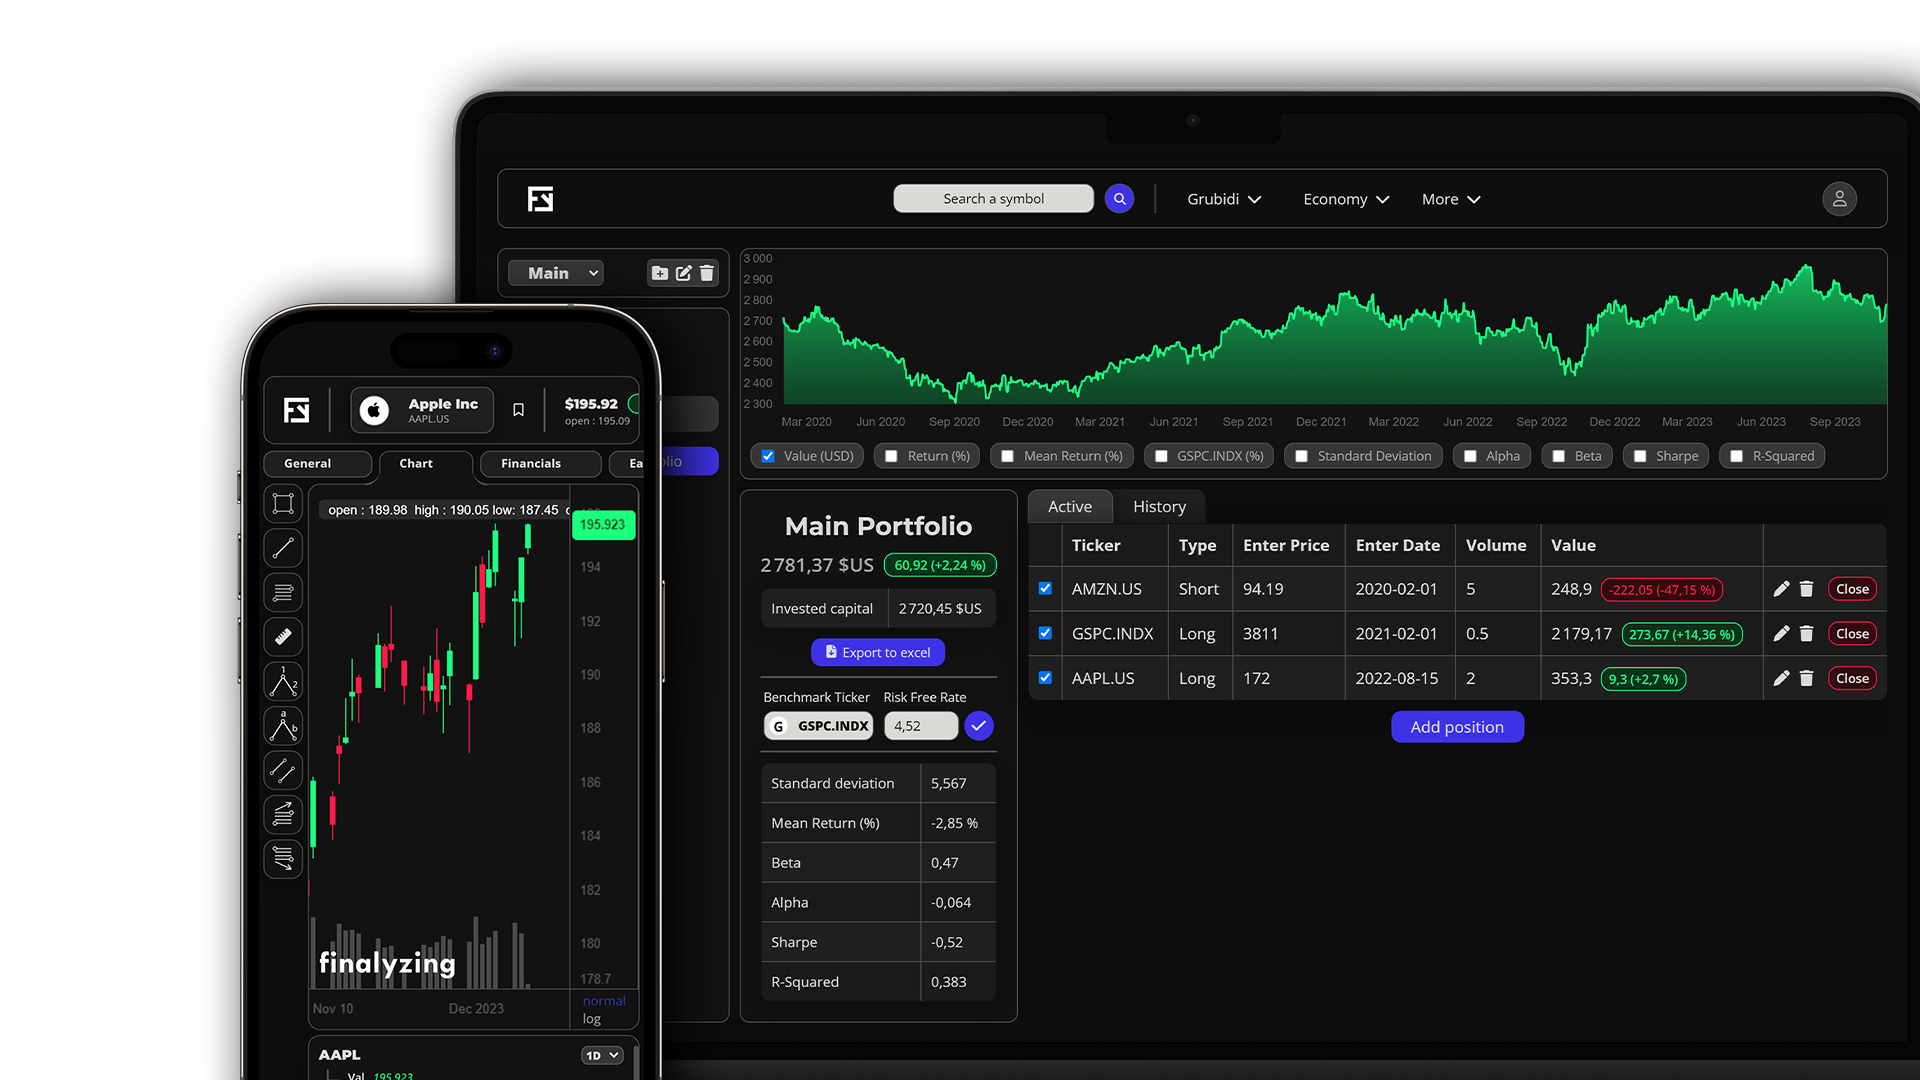 Search a symbol
Grubidi
Economy
More
Main
3 000
2 900
2 800
2 700
2 600
2 500
2 400
2 300
Mar 2020 Jun 2020 Sep 2020 Dec 2020 Mar 2021 Jun 2021 Sep 2021 Dec 2021 Mar 2022 Jun 2022 Sep 2022 Dec 2022 Mar 2023 Jun 2023 Sep 2023
Value (USD) Return (%) Mean Return (%) GSPC.INDX (%) Standard Deviation Alpha Beta Sharpe R-Squared
Main Portfolio
2 781,37 $US 60,92 (+2,24 %)
Invested capital 2 720,45 $US
Export to excel
Benchmark Ticker Risk Free Rate
G GSPC.INDX 4,52
Standard deviation 5,567
Mean Return (%) -2,85 %
Beta 0,47
Alpha -0,064
Sharpe -0,52
R-Squared 0,383
Active History
Ticker Type Enter Price Enter Date Volume Value
AMZN.US Short 94.19 2020-02-01 5 248,9 -222,05 (-47,15 %) Close
GSPC.INDX Long 3811 2021-02-01 0.5 2 179,17 273,67 (+14,36 %) Close
AAPL.US Long 172 2022-08-15 2 353,3 9,3 (+2,7 %) Close
Add position
Apple Inc
AAPL.US
$195.92
open : 195.09
General Chart Financials Ea
lio
open : 189.98 high : 190.05 low: 187.45
195.923
194
192
190
188
186
184
182
180
178.7
1
2
a
b
finalyzing
Nov 10 Dec 2023
normal
log
AAPL 1D
Val 195.923